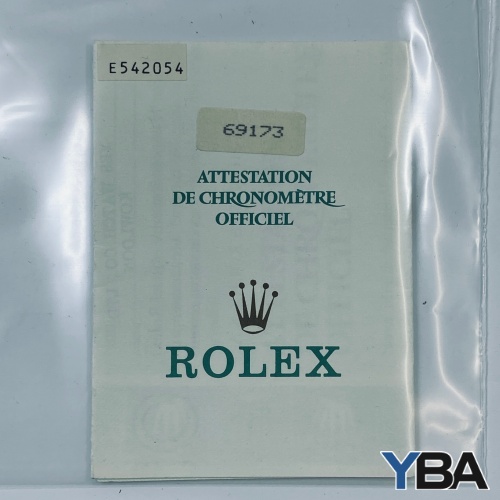 E542054
69173
ATTESTATION
DE CHRONOMÈTRE
OFFICIEL
ROLEX
YBA